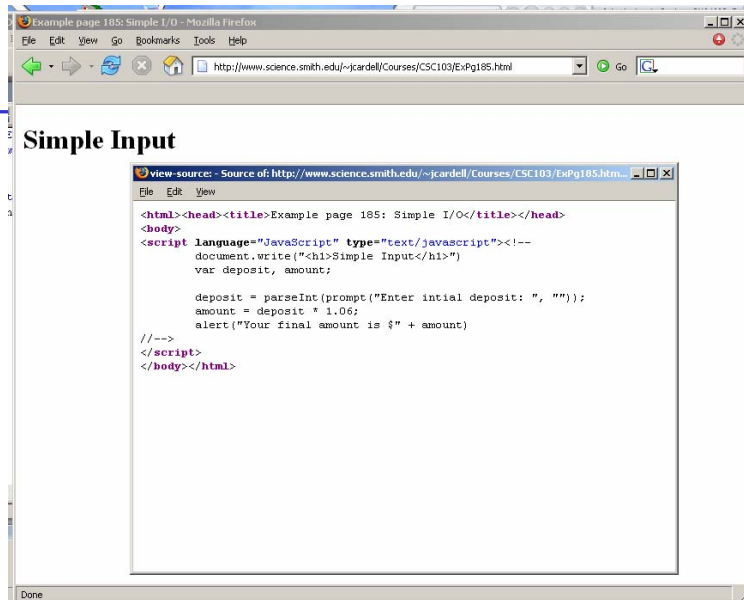 Example page 185: Simple I/O - Mozilla Firefox
File Edit View Go Bookmarks Tools Help
http://www.science.smith.edu/~jcardell/Courses/CSC103/ExPg185.html Go G
Simple Input
view-source: - Source of: http://www.science.smith.edu/~jcardell/Courses/CSC103/ExPg185.htm...
File Edit View
<html><head><title>Example page 185: Simple I/O</title></head>
<body>
<script language="JavaScript" type="text/javascript"><!--
document.write("<h1>Simple Input</h1>")
var deposit, amount;
deposit = parseInt(prompt("Enter intial deposit: ", ""));
amount = deposit * 1.06;
alert("Your final amount is $" + amount)
//-->
</script>
</body></html>
Done